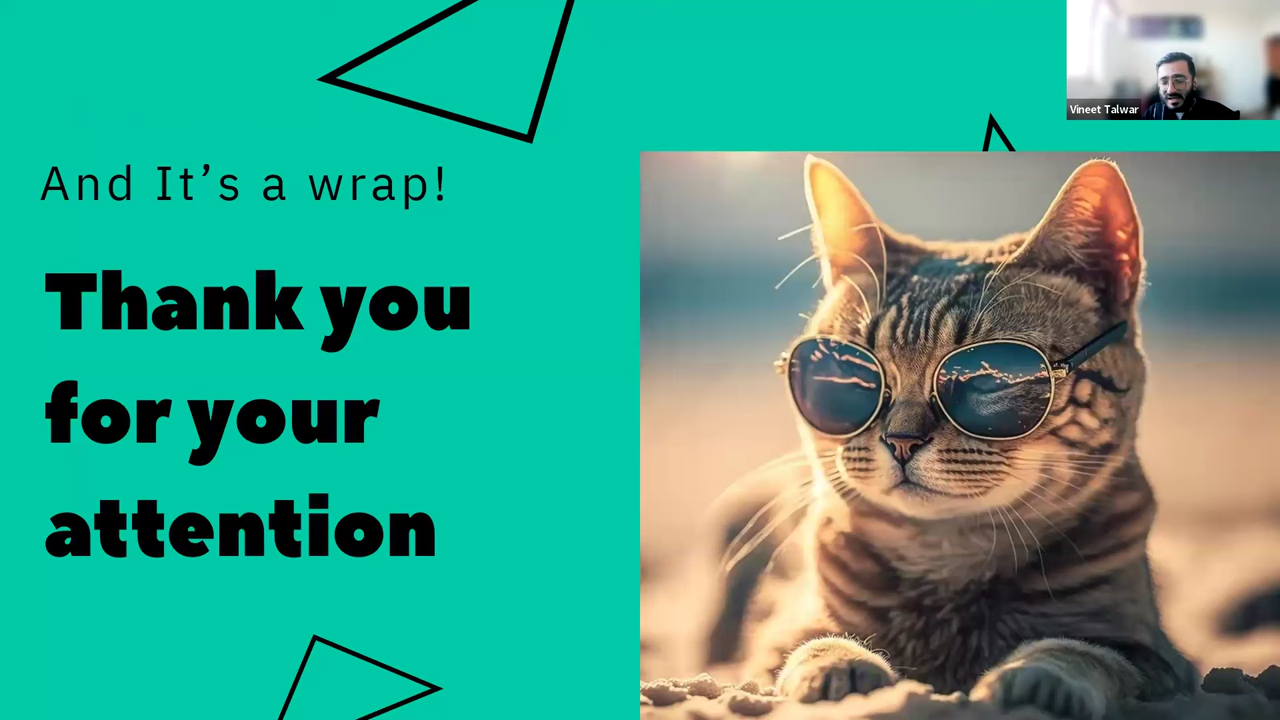 Vineet Talwar
And It’s a wrap!
Thank you
for your
attention